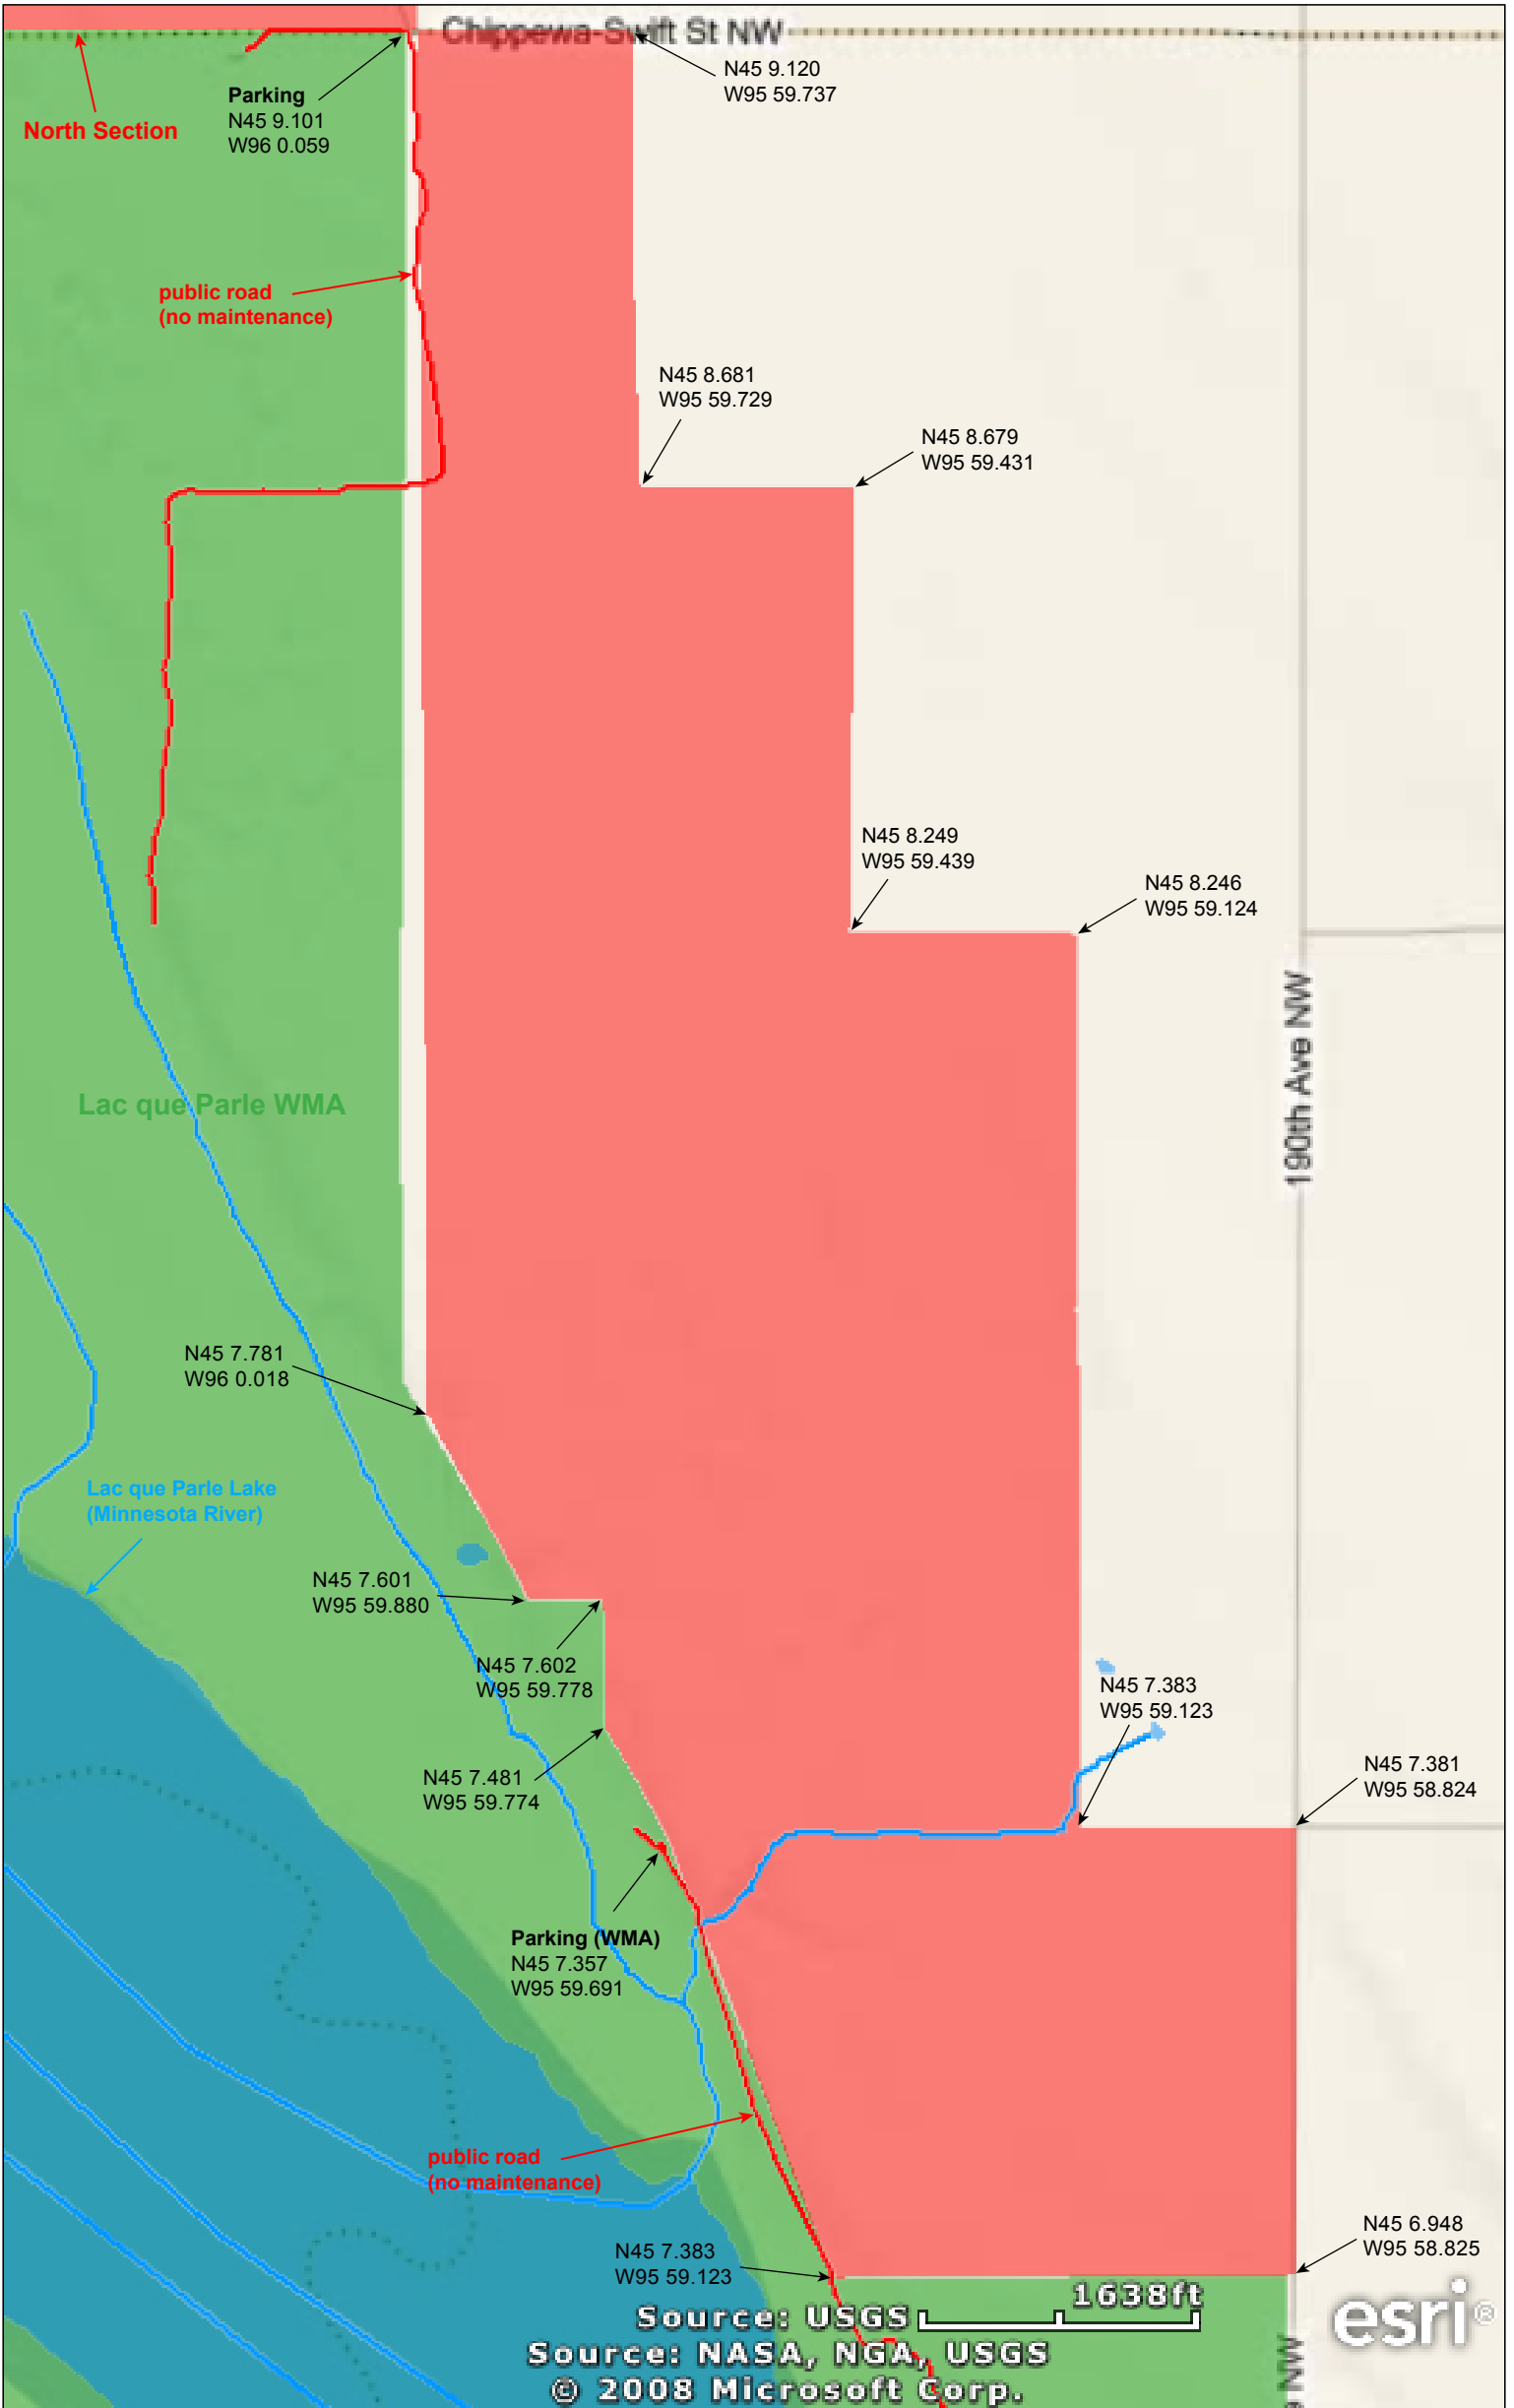 Chippewa-Swift St NW
N45 9.120
W95 59.737
Parking
N45 9.101
W96 0.059
North Section
public road
(no maintenance)
N45 8.681
W95 59.729
N45 8.679
W95 59.431
N45 8.249
W95 59.439
N45 8.246
W95 59.124
190th Ave NW
Lac que Parle WMA
N45 7.781
W96 0.018
Lac que Parle Lake
(Minnesota River)
N45 7.601
W95 59.880
N45 7.602
W95 59.778
N45 7.383
W95 59.123
N45 7.481
W95 59.774
N45 7.381
W95 58.824
Parking (WMA)
N45 7.357
W95 59.691
public road
(no maintenance)
N45 6.948
W95 58.825
N45 7.383
W95 59.123
1638ft
Source: USGS
Source: NASA, NGA, USGS
© 2008 Microsoft Corp.
esri®
NW